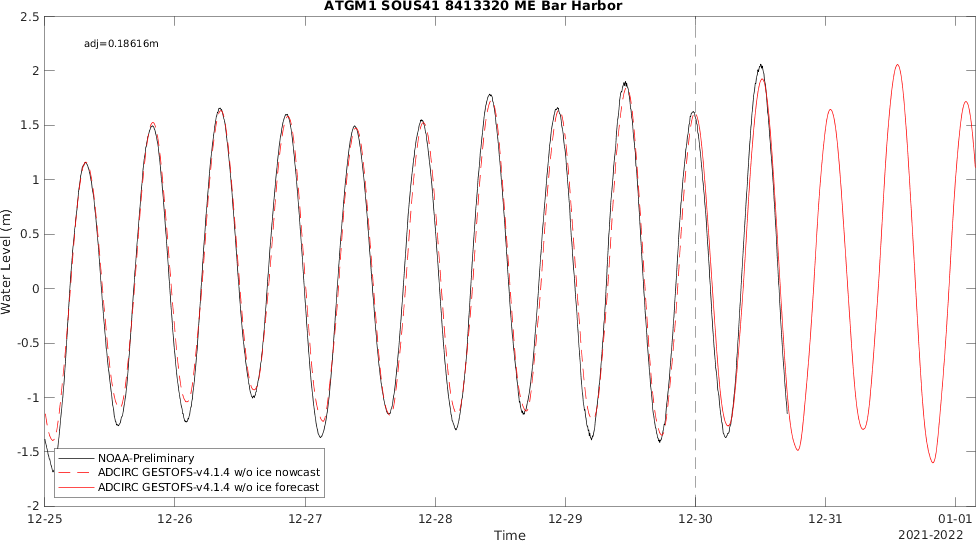 ATGM1 SOUS41 8413320 ME Bar Harbor
adj=0.18616m
2.5
2
1.5
1
0.5
0
-0.5
-1
-1.5
-2
Water Level (m)
NOAA-Preliminary
ADCIRC GESTOFS-v4.1.4 w/o ice nowcast
ADCIRC GESTOFS-v4.1.4 w/o ice forecast
12-25 12-26 12-27 12-28 12-29 12-30 12-31 01-01
Time
2021-2022